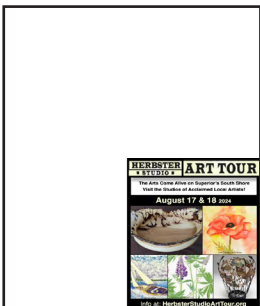 HERBSTER ART TOUR
• STUDIO •
The Arts Come Alive on Superior's South Shore
Visit the Studios of Acclaimed Local Artists!
August 17 & 18 2024
Info at: HerbsterStudioArtTour.org